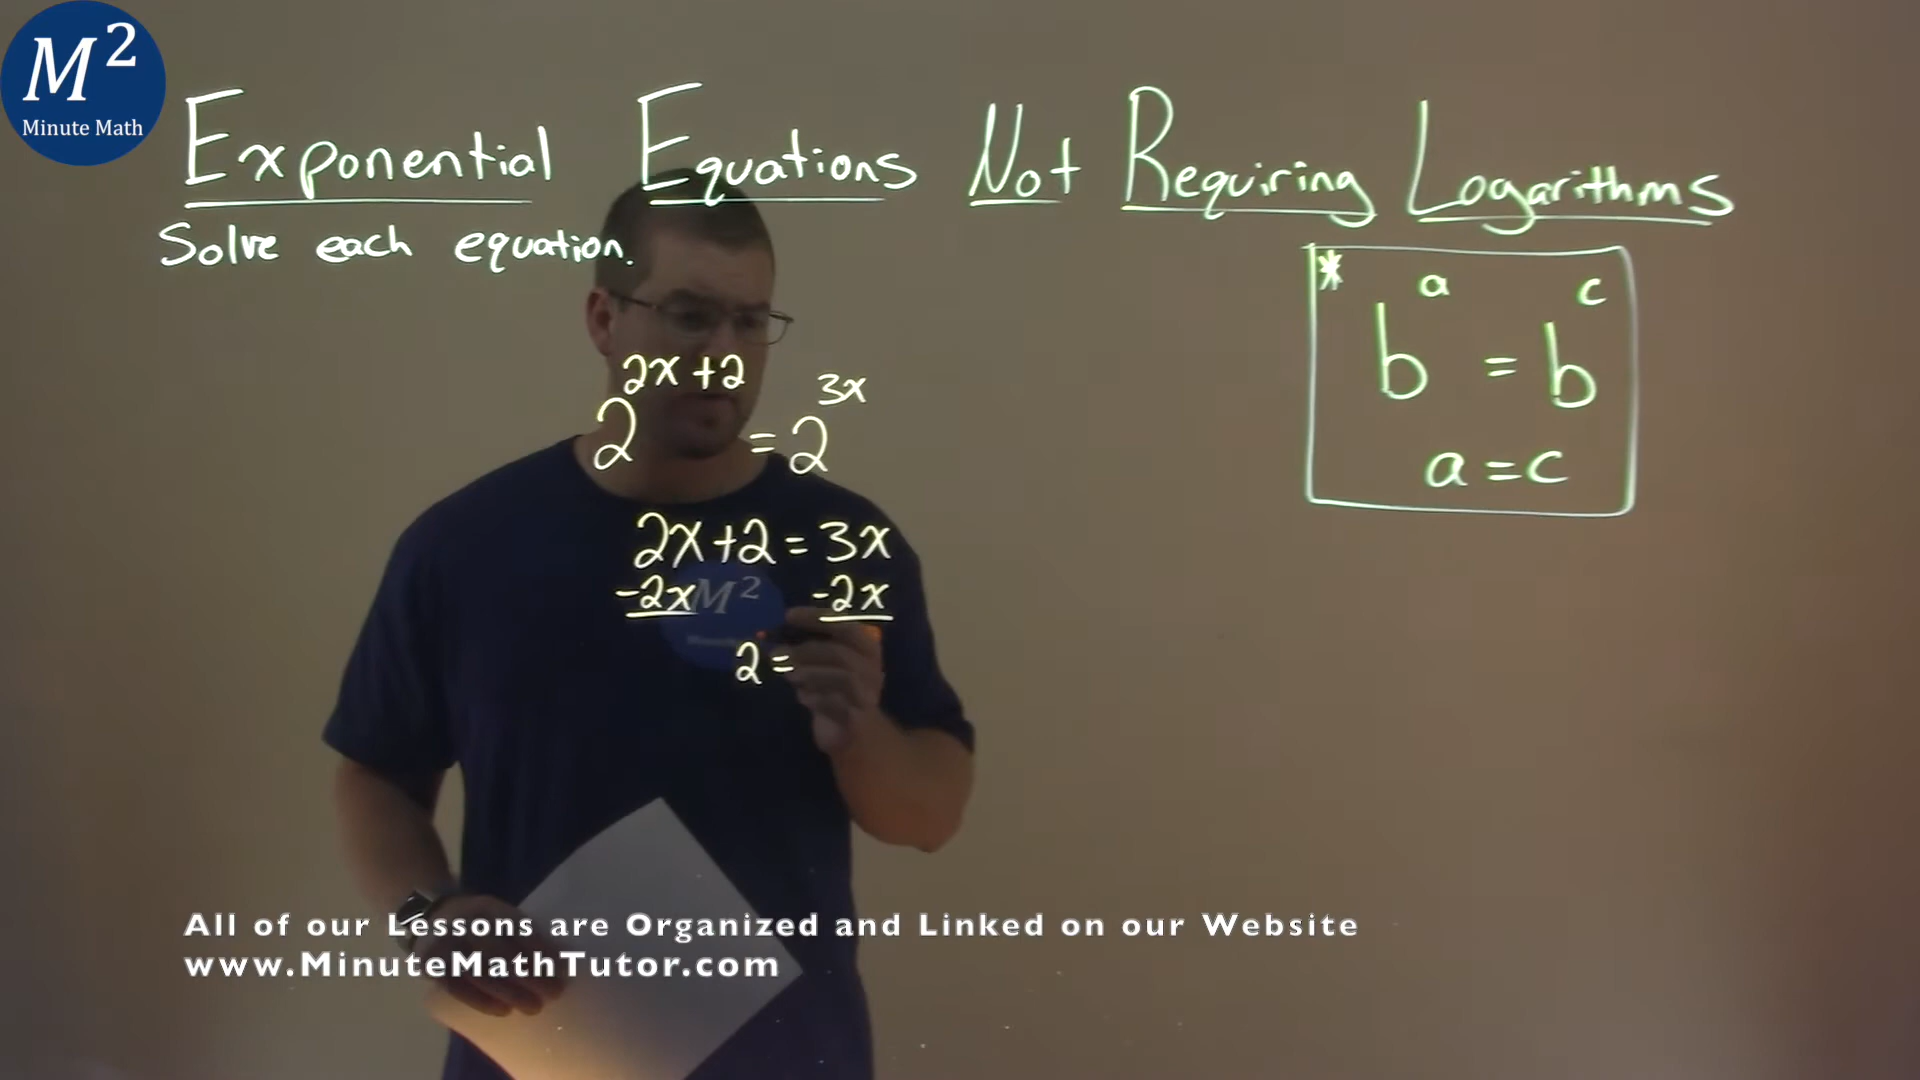 M²
Minute Math
Exponential Equations Not Requiring Logarithms
Solve each equation.
* b^a = b^c
a = c
2^(2x+2) = 2^(3x)
2x+2 = 3x
-2x -2x
M²
2 =
All of our Lessons are Organized and Linked on our Website
www.MinuteMathTutor.com